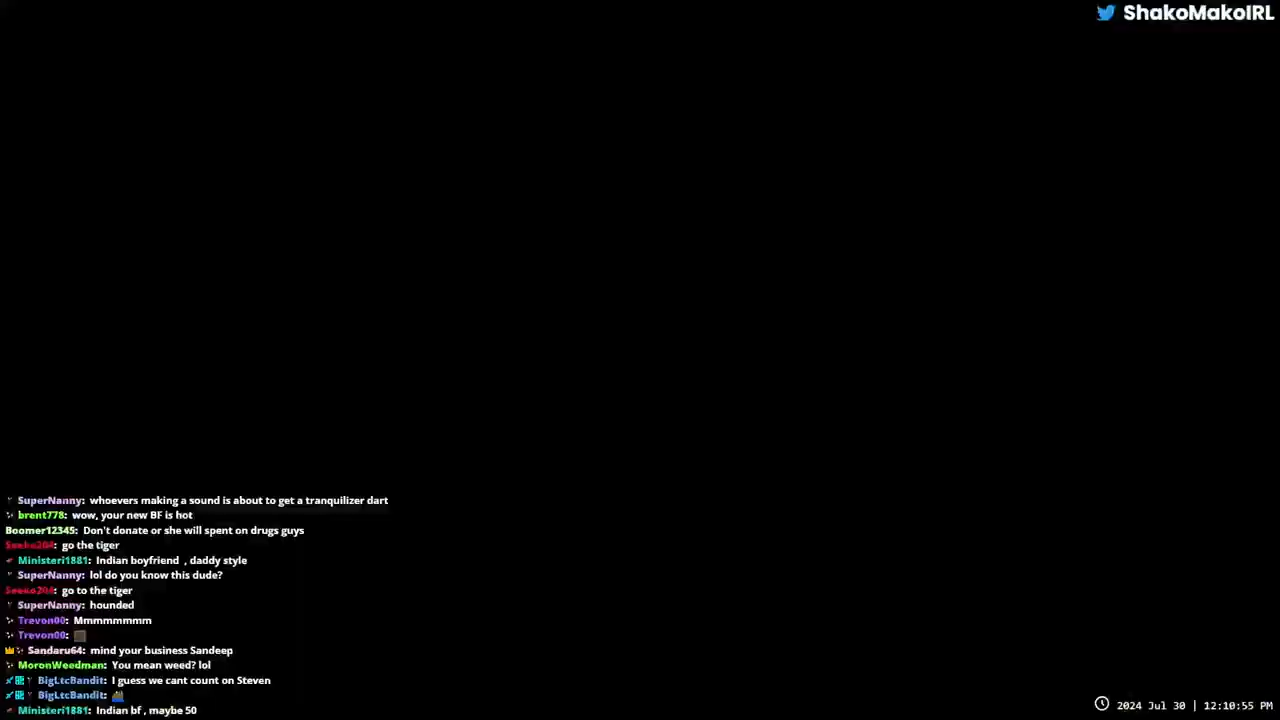 ShakoMakoIRL
SuperNanny: whoevers making a sound is about to get a tranquilizer dart
brent778: wow, your new BF is hot
Boomer12345: Don't donate or she will spent on drugs guys
go the tiger
Ministeri1881: Indian boyfriend , daddy style
SuperNanny: lol do you know this dude?
go to the tiger
SuperNanny: hounded
Trevon00: Mmmmmmmm
Trevon00:
Sandaru64: mind your business Sandeep
MoronWeedman: You mean weed? lol
BigLtcBandit: I guess we cant count on Steven
BigLtcBandit:
Ministeri1881: Indian bf , maybe 50
2024 Jul 30 | 12:10:55 PM